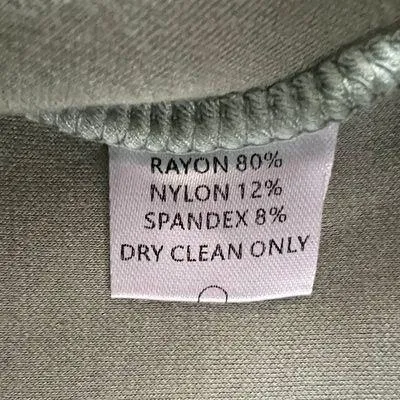 RAYON 80%
NYLON 12%
SPANDEX 8%
DRY CLEAN ONLY